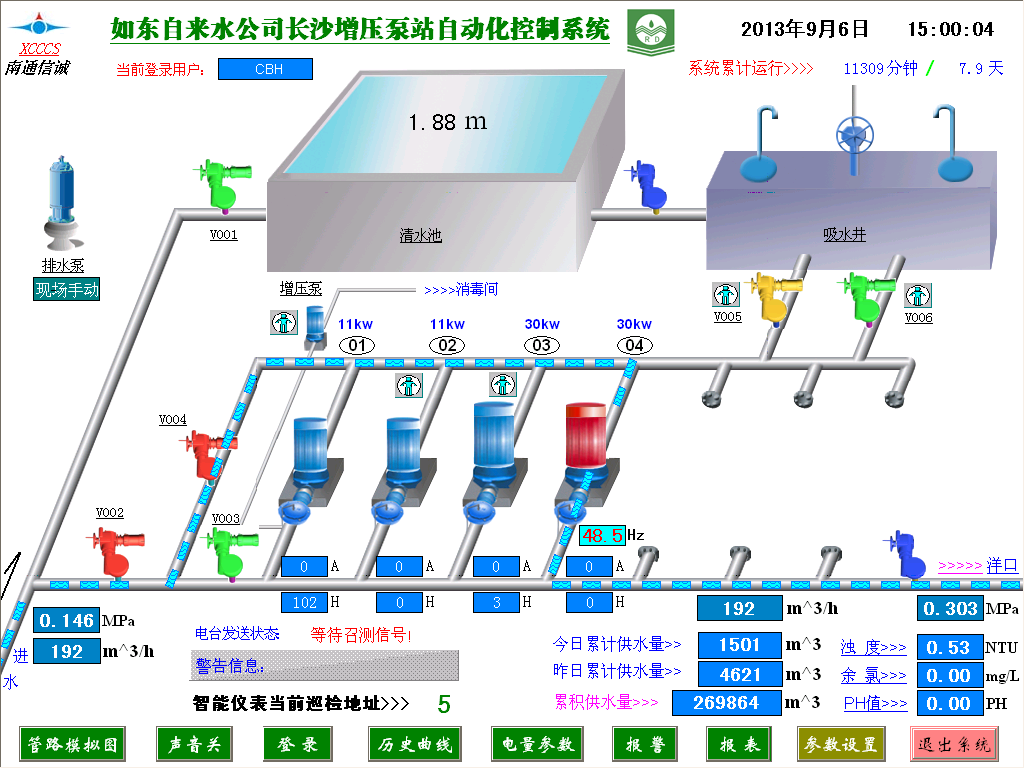 如东自来水公司长沙增压泵站自动化控制系统
2013年9月6日 15:00:04
XCCCS
南通信诚
当前登录用户： CBH
系统累计运行>>>> 11309分钟 / 7.9 天
RD
1.88 m
V001
清水池
吸水井
排水泵
现场手动
增压泵
>>>>消毒间
V005
V006
11kw 11kw 30kw 30kw
01 02 03 04
V004
V002
V003
48.5 Hz
0 A 0 A 0 A 0 A
102 H 0 H 3 H 0 H
>>>>> 洋口
0.146 MPa
进水
192 m^3/h
192 m^3/h
0.303 MPa
电台发送状态: 等待召测信号!
今日累计供水量>> 1501 m^3
浊 度>>> 0.53 NTU
警告信息:
昨日累计供水量>> 4621 m^3
余 氯>>> 0.00 mg/L
智能仪表当前巡检地址>>> 5
累积供水量>>> 269864 m^3
PH值>>> 0.00 PH
管路模拟图 声音关 登 录 历史曲线 电量参数 报 警 报 表 参数设置 退出系统